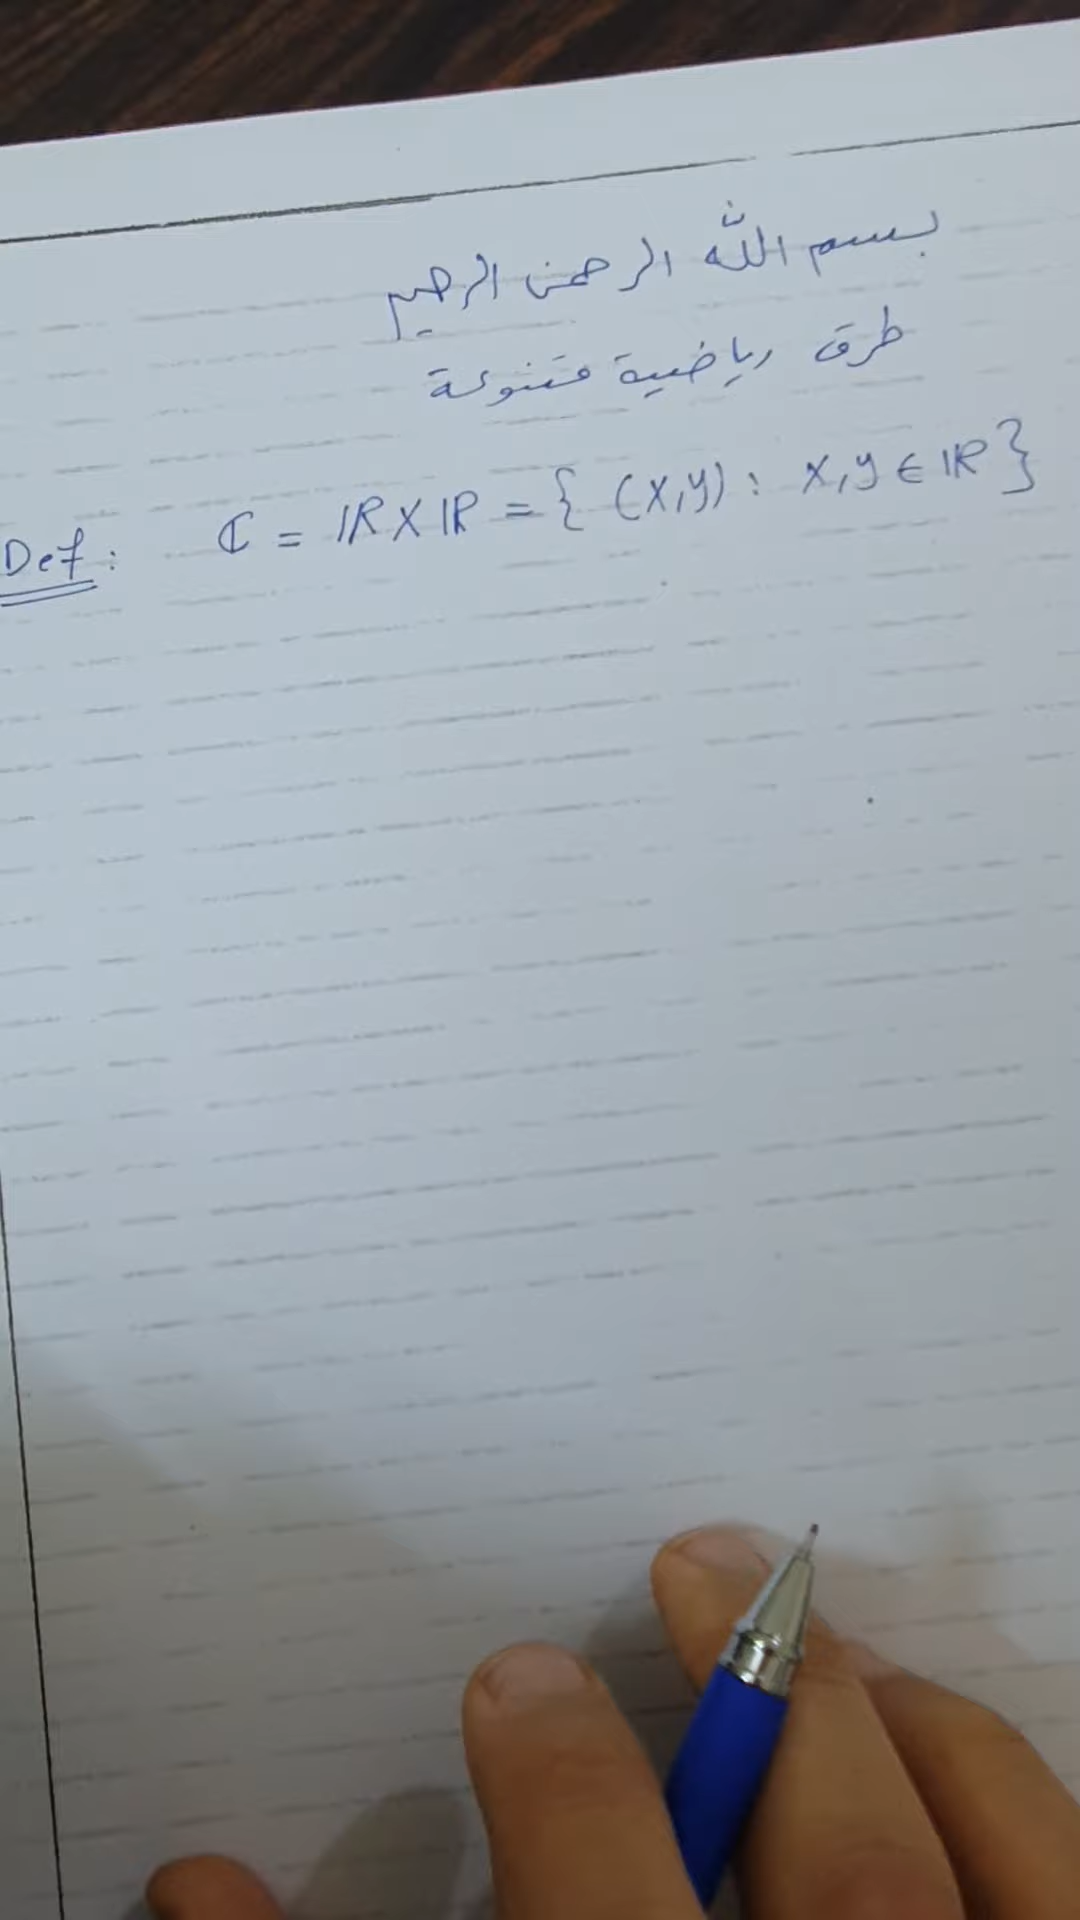 بسم الله الرحمن الرحيم
طرق رياضية متنوعة
Def: ℂ = ℝ × ℝ = { (x,y) : x,y ∈ ℝ }